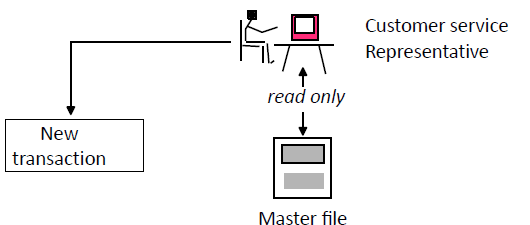 Customer service
Representative
read only
New
transaction
Master file